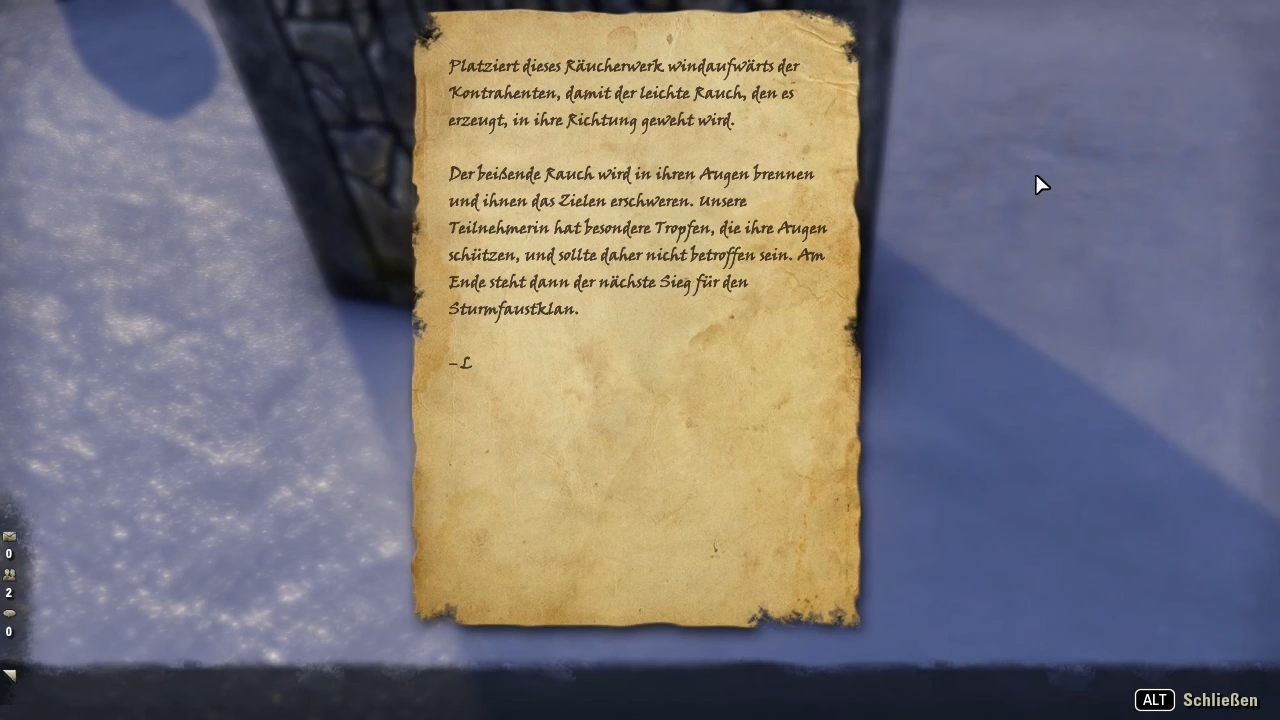 Platziert dieses Räucherwerk windaufwärts der
Kontrahenten, damit der leichte Rauch, den es
erzeugt, in ihre Richtung geweht wird.
Der beißende Rauch wird in ihren Augen brennen
und ihnen das Zielen erschweren. Unsere
Teilnehmerin hat besondere Tropfen, die ihre Augen
schützen, und sollte daher nicht betroffen sein. Am
Ende steht dann der nächste Sieg für den
Sturmfaustklan.
–L
0
2
0
ALT Schließen